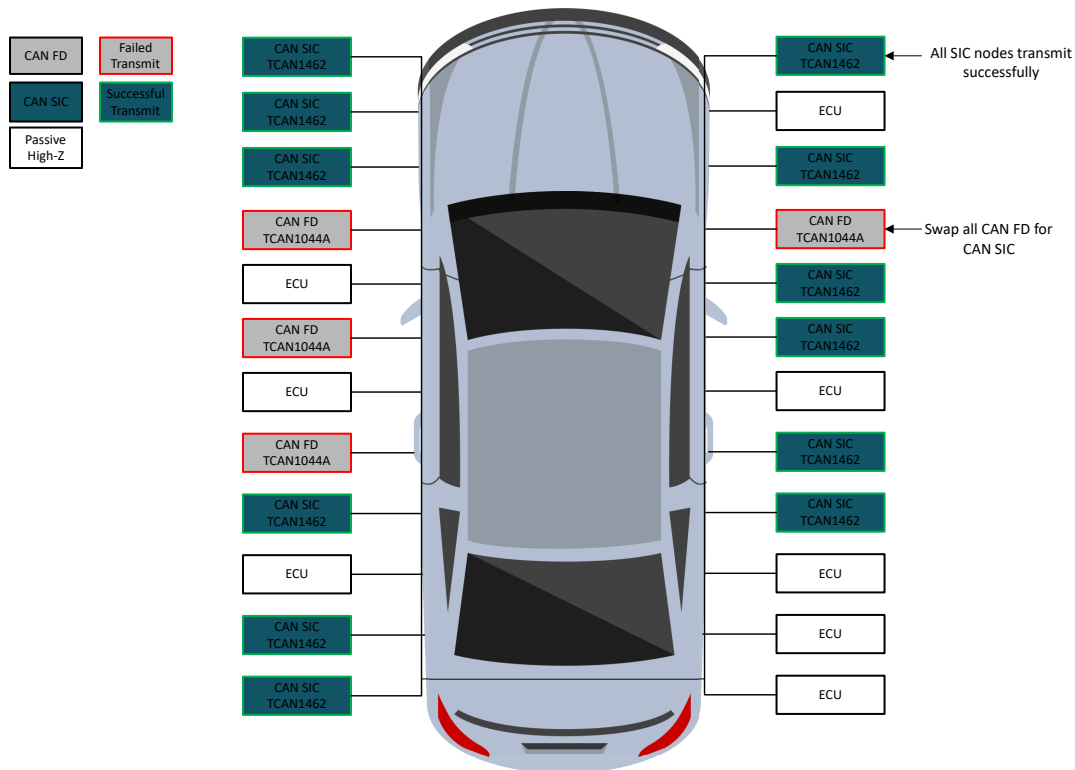 CAN FD
Failed
Transmit
CAN SIC
Successful
Transmit
Passive
High-Z
CAN SIC
TCAN1462
CAN SIC
TCAN1462
CAN SIC
TCAN1462
CAN FD
TCAN1044A
ECU
CAN FD
TCAN1044A
ECU
CAN FD
TCAN1044A
CAN SIC
TCAN1462
ECU
CAN SIC
TCAN1462
CAN SIC
TCAN1462
CAN SIC
TCAN1462
All SIC nodes transmit
successfully
ECU
CAN SIC
TCAN1462
CAN FD
TCAN1044A
Swap all CAN FD for
CAN SIC
CAN SIC
TCAN1462
CAN SIC
TCAN1462
ECU
CAN SIC
TCAN1462
CAN SIC
TCAN1462
ECU
ECU
ECU